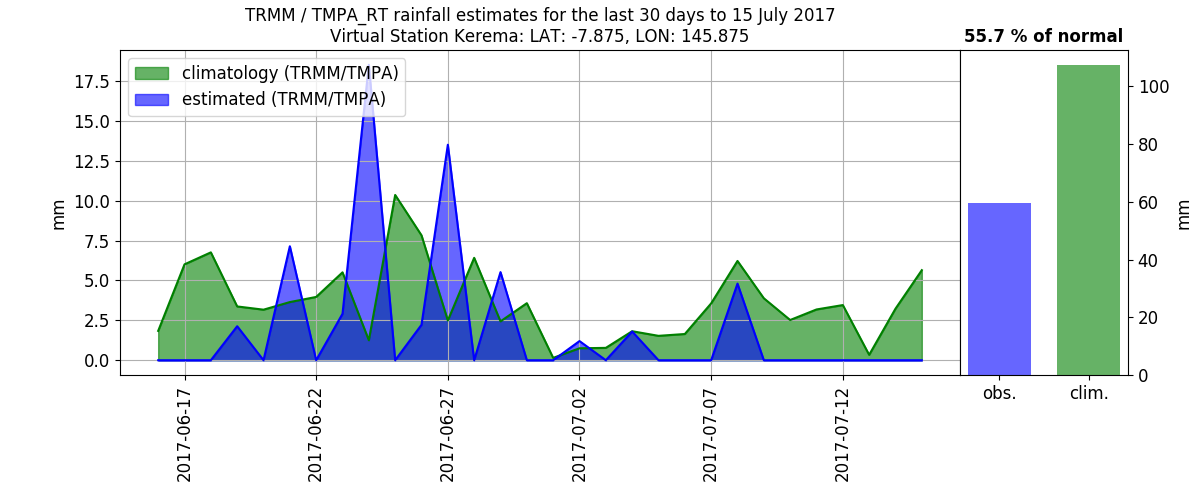 TRMM / TMPA_RT rainfall estimates for the last 30 days to 15 July 2017
Virtual Station Kerema: LAT: -7.875, LON: 145.875
55.7 % of normal
climatology (TRMM/TMPA)
estimated (TRMM/TMPA)
17.5
15.0
12.5
10.0
7.5
5.0
2.5
0.0
mm
2017-06-17
2017-06-22
2017-06-27
2017-07-02
2017-07-07
2017-07-12
100
80
60
40
20
0
mm
obs.
clim.